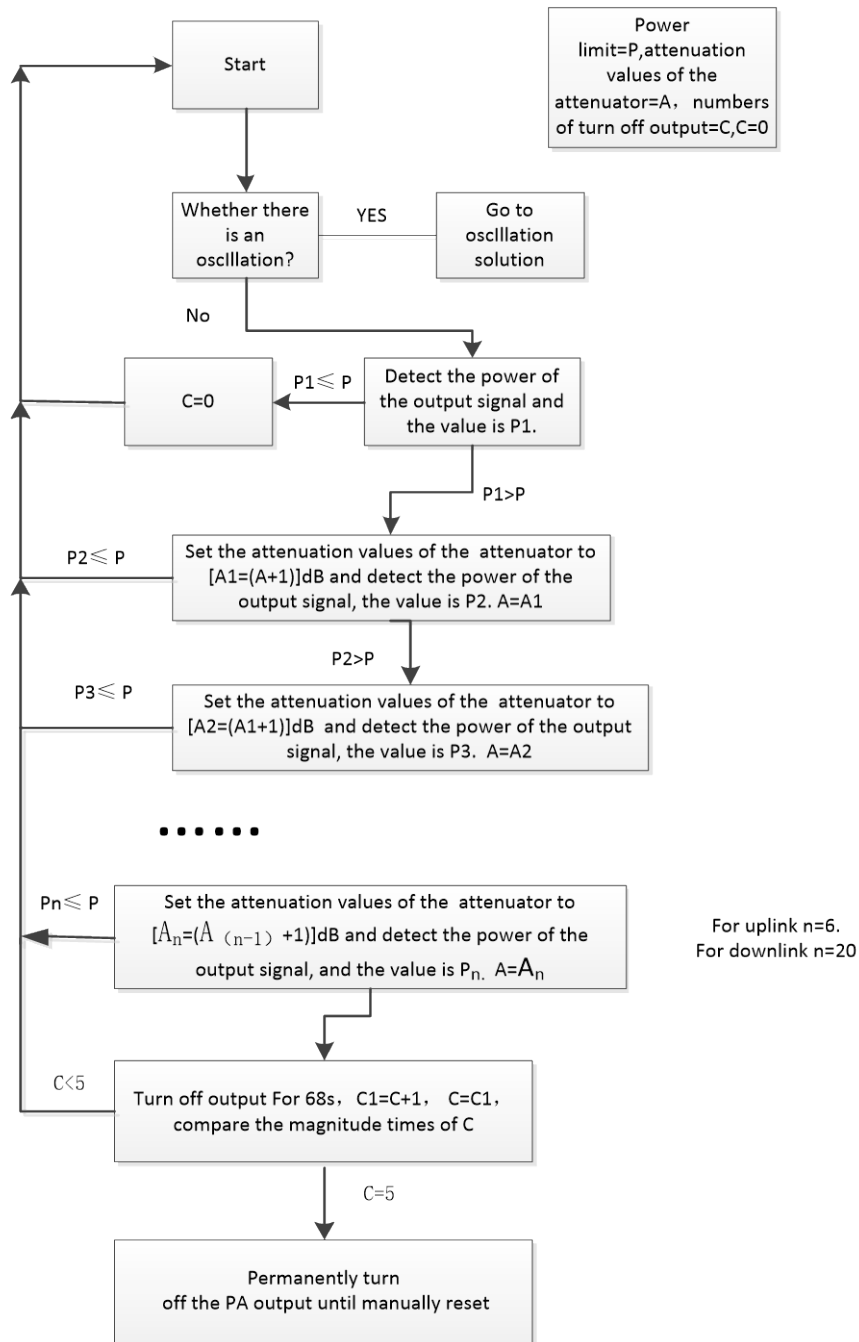 Power
limit=P,attenuation
values of the
attenuator=A， numbers
of turn off output=C,C=0
Start
Whether there
is an
oscIllation?
YES
Go to
oscIllation
solution
No
C=0
P1≤ P
Detect the power of
the output signal and
the value is P1.
P1>P
P2≤ P
Set the attenuation values of the attenuator to
[A1=(A+1)]dB and detect the power of the
output signal, the value is P2. A=A1
P2>P
P3≤ P
Set the attenuation values of the attenuator to
[A2=(A1+1)]dB and detect the power of the output
signal, the value is P3. A=A2
......
Pn≤ P
Set the attenuation values of the attenuator to
[An=(A（n-1）+1)]dB and detect the power of the
output signal, and the value is Pn. A=An
For uplink n=6.
For downlink n=20
C<5
Turn off output For 68s， C1=C+1， C=C1，
compare the magnitude times of C
C=5
Permanently turn
off the PA output until manually reset